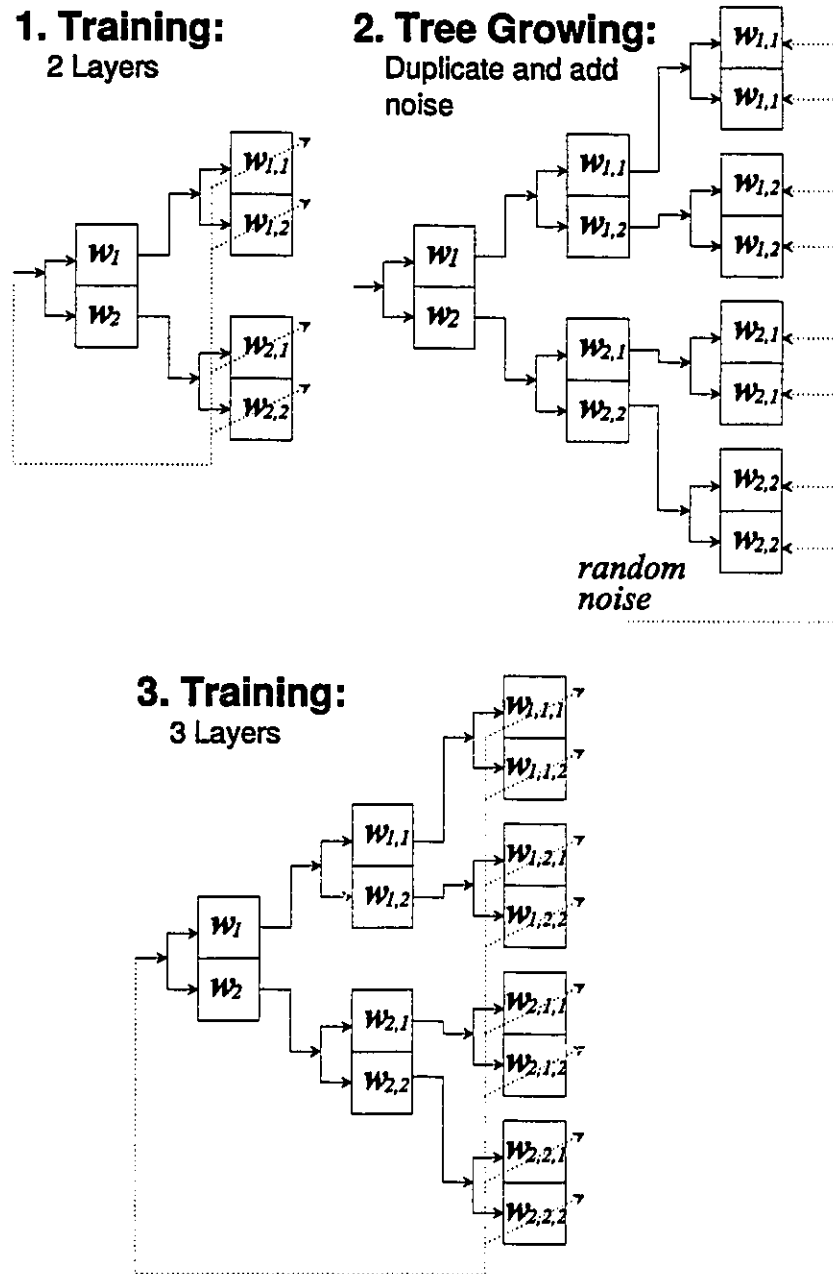 1. Training:
2 Layers
w1,1
w1,2
w1
w2
w2,1
w2,2
2. Tree Growing:
Duplicate and add
noise
w1,1
w1,1
w1,1
w1,2
w1,2
w1,2
w1
w2
w2,1
w2,2
w2,1
w2,1
w2,2
w2,2
random
noise
3. Training:
3 Layers
w1,1,1
w1,1,2
w1,1
w1,2
w1,2,1
w1,2,2
w1
w2
w2,1
w2,2
w2,1,1
w2,1,2
w2,2,1
w2,2,2